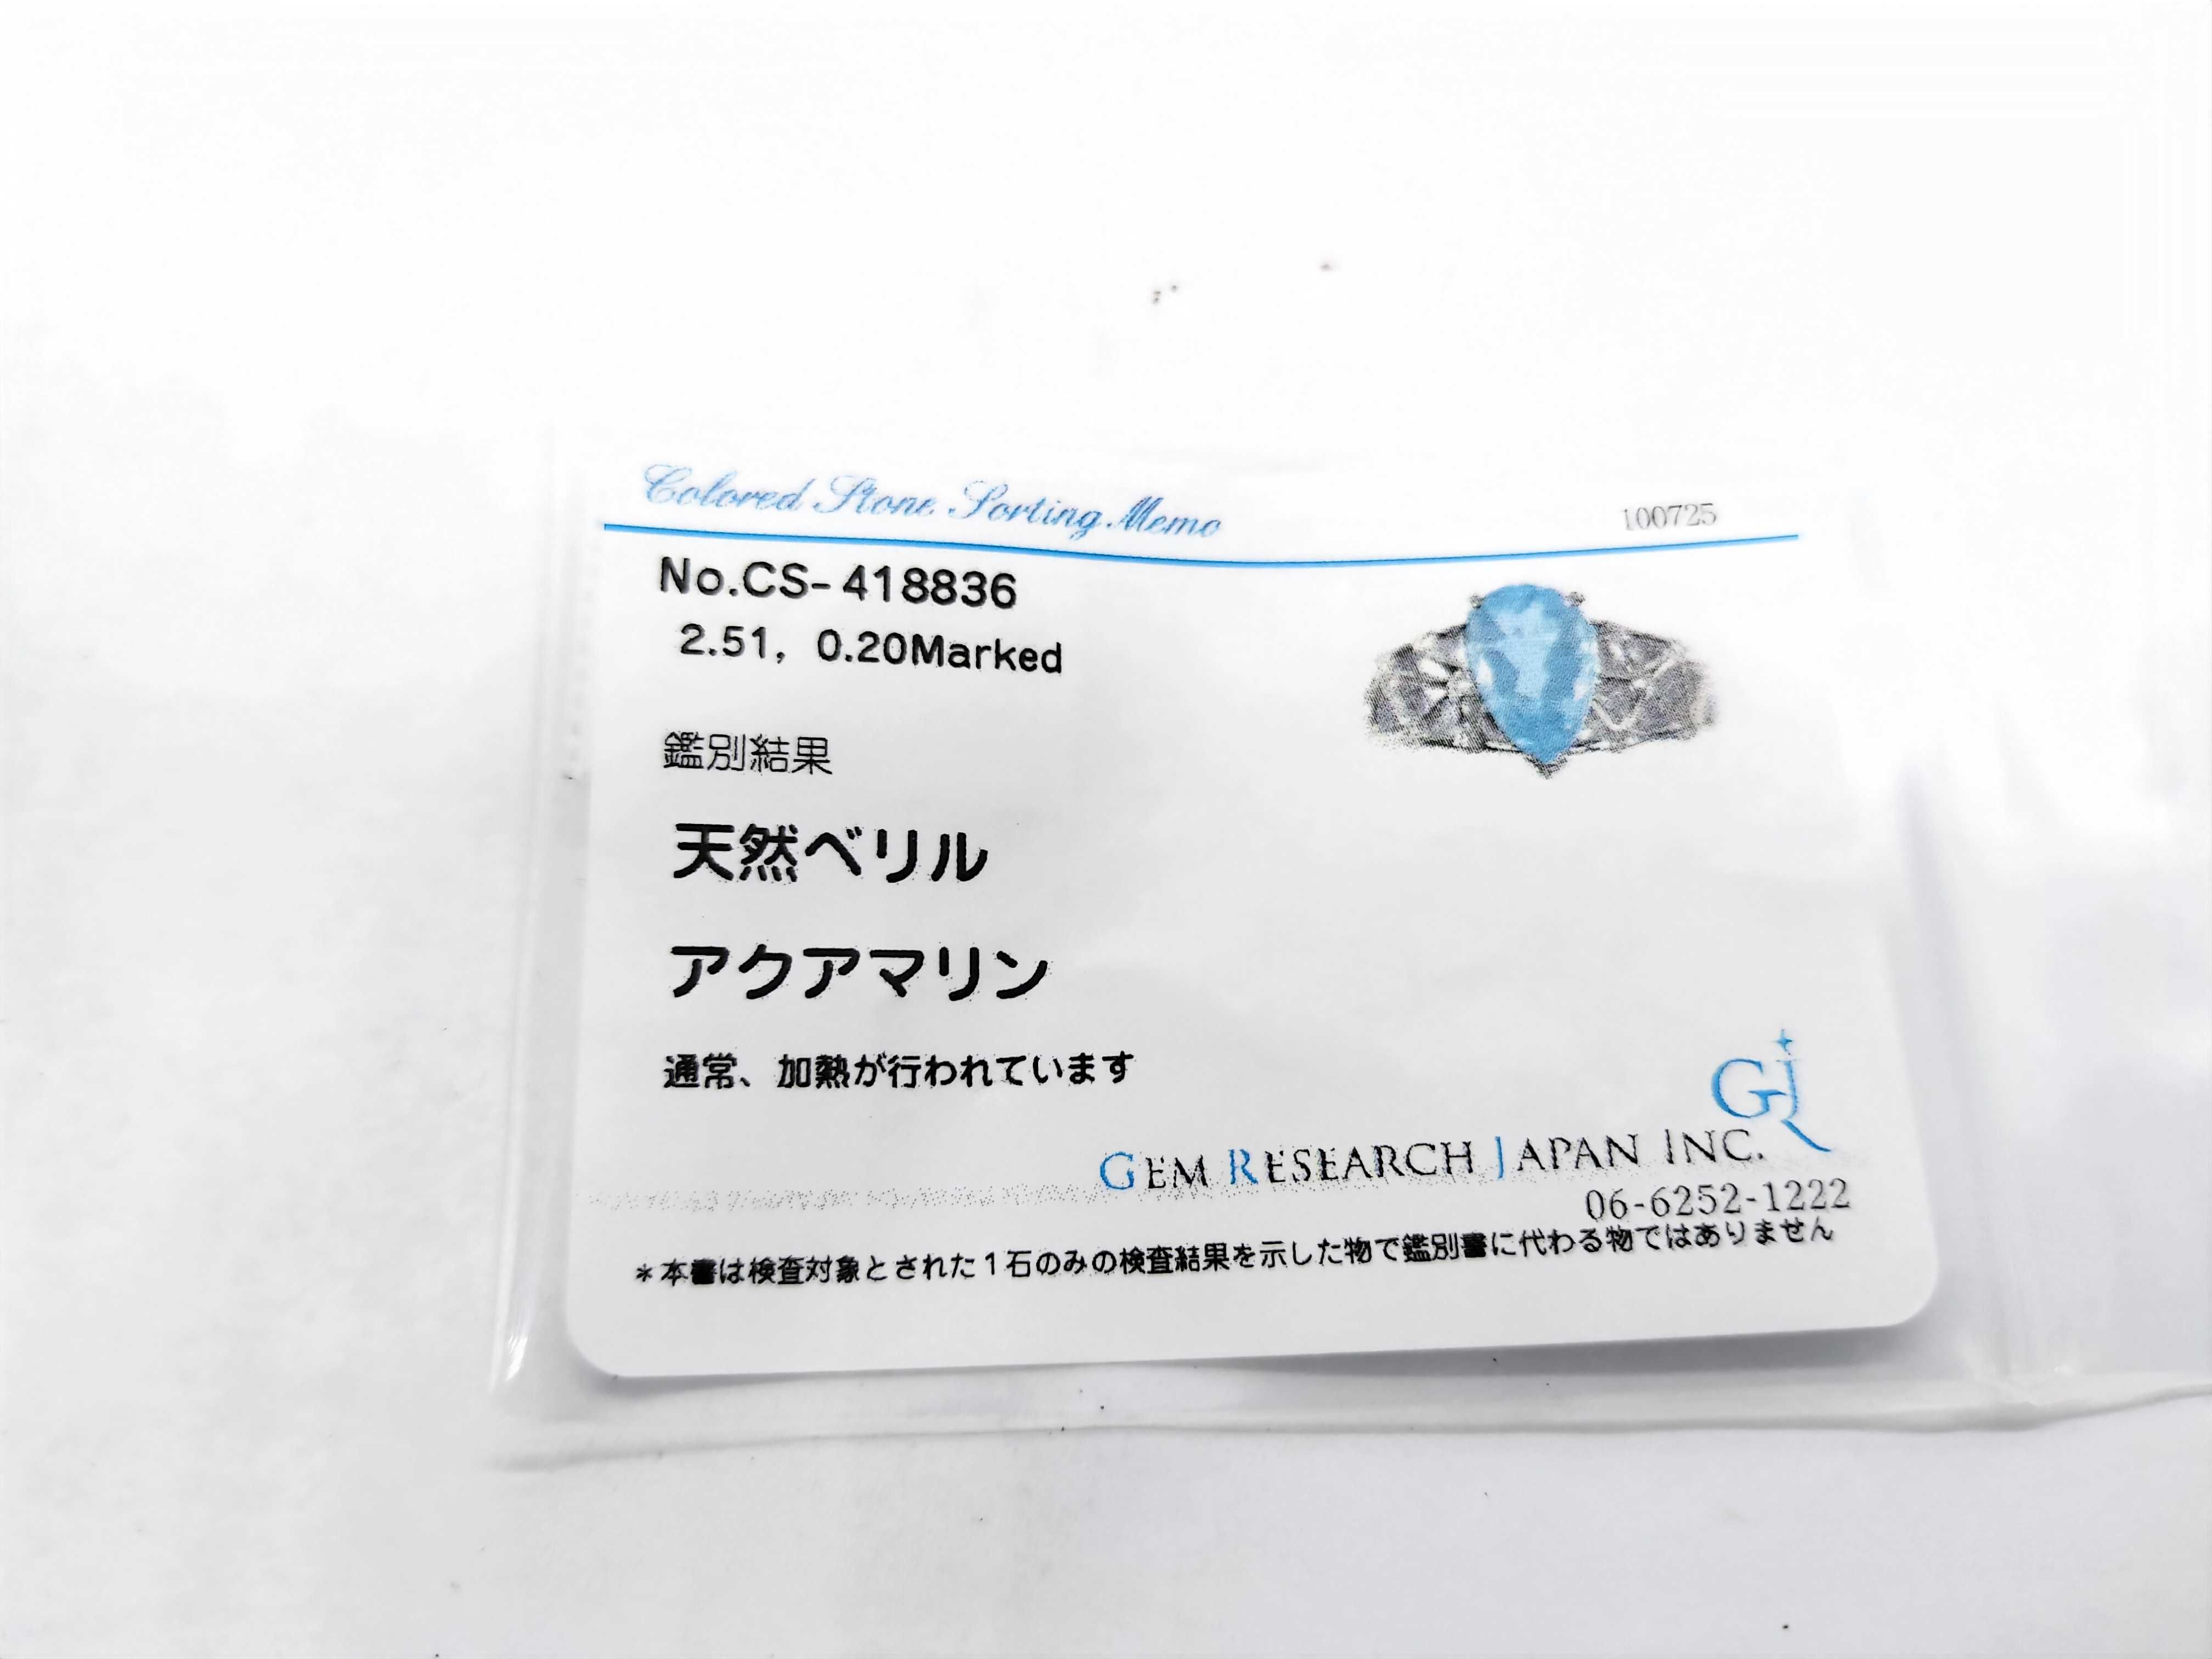 Colored Stone Sorting Memo
100725
No.CS-418836
2.51, 0.20Marked
鑑別結果
天然ベリル
アクアマリン
通常、加熱が行われています
GRJ
GEM RESEARCH JAPAN INC.
06-6252-1222
*本書は検査対象とされた1石のみの検査結果を示した物で鑑別書に代わる物ではありません